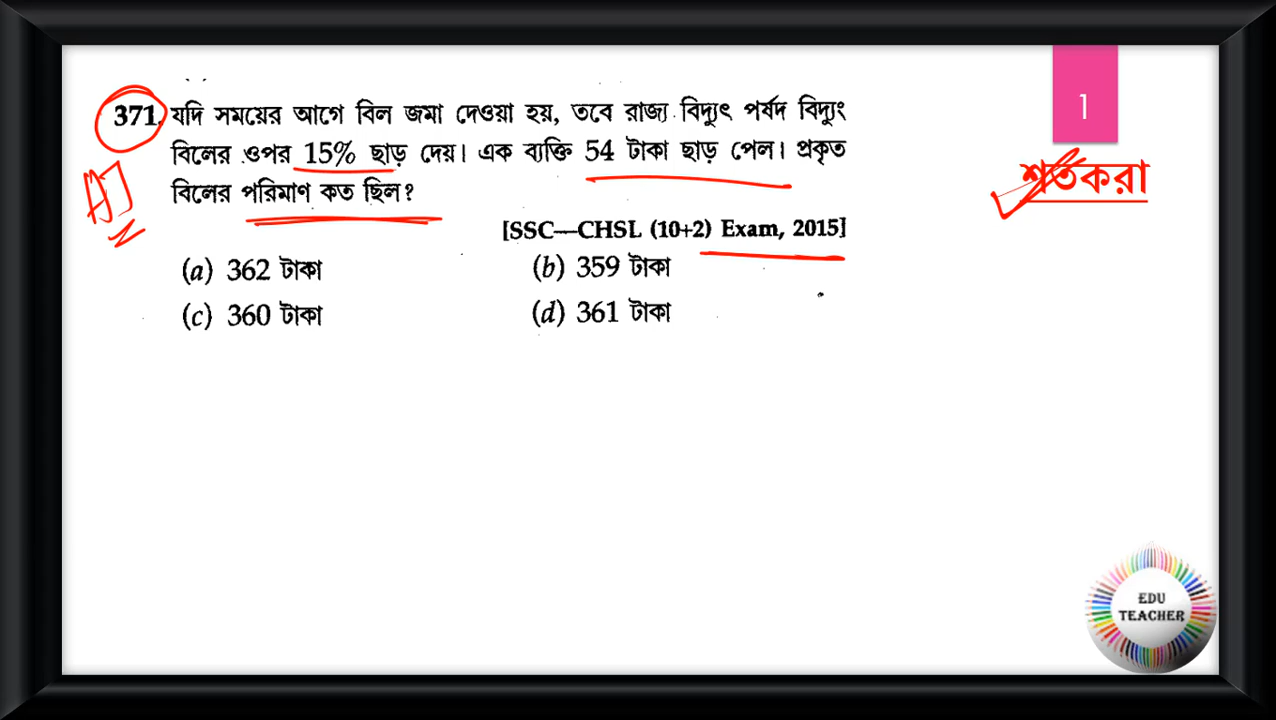 1
371. যদি সময়ের আগে বিল জমা দেওয়া হয়, তবে রাজ্য বিদ্যুৎ পর্ষদ বিদ্যুৎ
বিলের ওপর 15% ছাড় দেয়। এক ব্যক্তি 54 টাকা ছাড় পেল। প্রকৃত
বিলের পরিমাণ কত ছিল?
শতকরা
[SSC—CHSL (10+2) Exam, 2015]
(a) 362 টাকা (b) 359 টাকা
(c) 360 টাকা (d) 361 টাকা
EDU
TEACHER